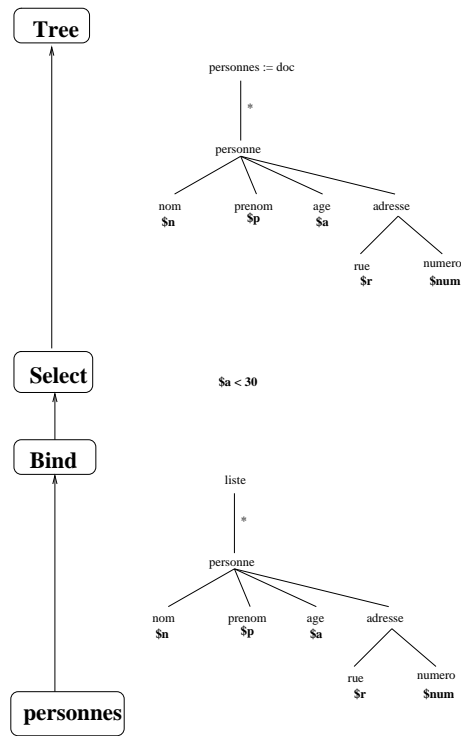 Tree
personnes := doc
*
personne
nom prenom age adresse
$n $p $a
rue numero
$r $num
Select
$a < 30
Bind
liste
*
personne
nom prenom age adresse
$n $p $a
rue numero
$r $num
personnes